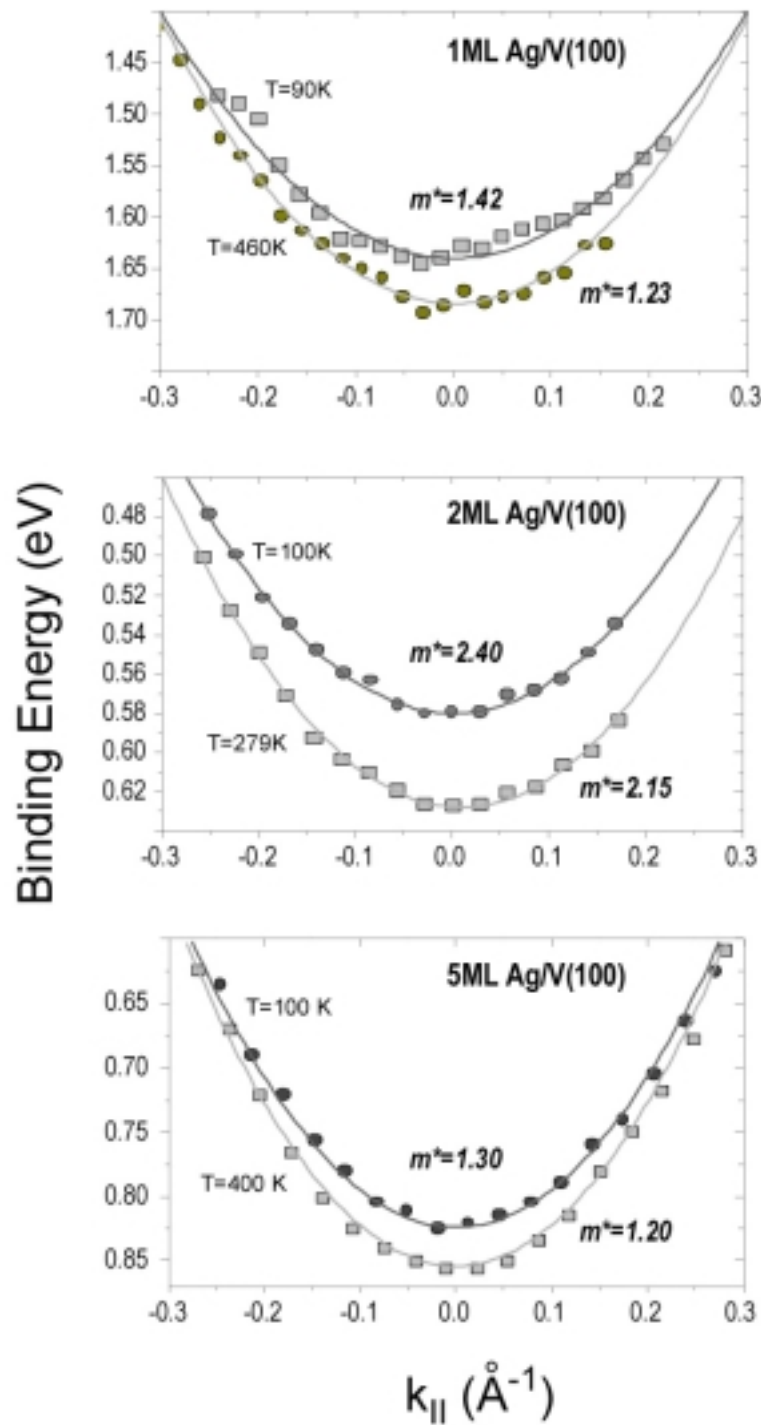 1ML Ag/V(100)
T=90K
m*=1.42
T=460K
m*=1.23
1.45
1.50
1.55
1.60
1.65
1.70
-0.3 -0.2 -0.1 0.0 0.1 0.2 0.3
2ML Ag/V(100)
T=100K
m*=2.40
T=279K
m*=2.15
0.48
0.50
0.52
0.54
0.56
0.58
0.60
0.62
-0.3 -0.2 -0.1 0.0 0.1 0.2 0.3
Binding Energy (eV)
5ML Ag/V(100)
T=100 K
m*=1.30
T=400 K
m*=1.20
0.65
0.70
0.75
0.80
0.85
-0.3 -0.2 -0.1 0.0 0.1 0.2 0.3
k_II (Å⁻¹)